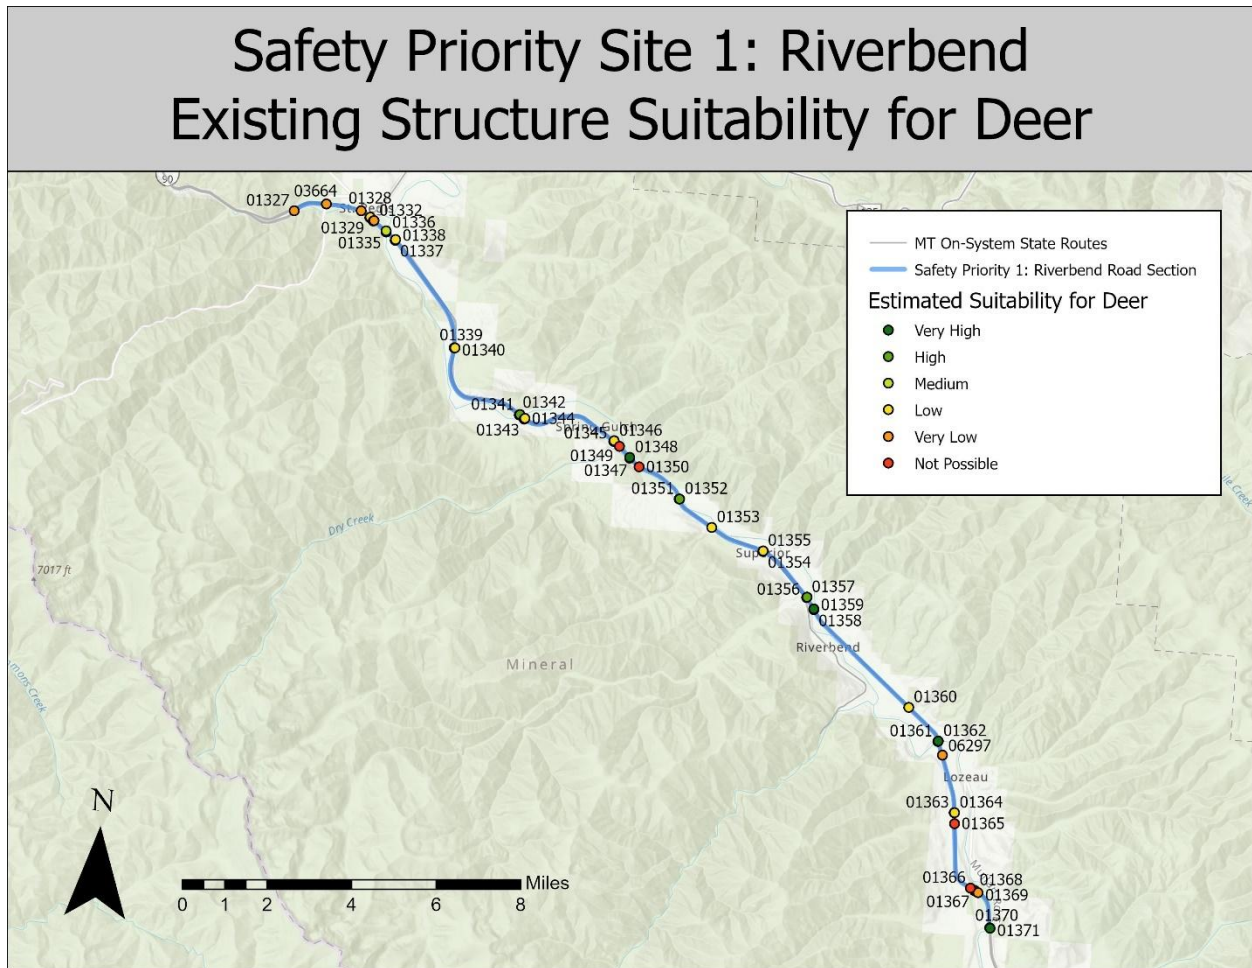 Safety Priority Site 1: Riverbend
Existing Structure Suitability for Deer
90
03664
01327
01328
01332
01329
01336
01335
01338
01337
MT On-System State Routes
Safety Priority 1: Riverbend Road Section
Estimated Suitability for Deer
Very High
High
Medium
Low
Very Low
Not Possible
01339
01340
01341
01342
01343
01344
Spring Gulch
01345
01346
01349
01348
01347
01350
01351
01352
01353
Dry Creek
01355
Superior
01354
7017 ft
01356
01357
01359
01358
Riverbend
Mineral
01360
01361
01362
06297
Lozeau
01363
01364
01365
01366
01368
01367
01369
01370
01371
N
Miles
0 1 2 4 6 8